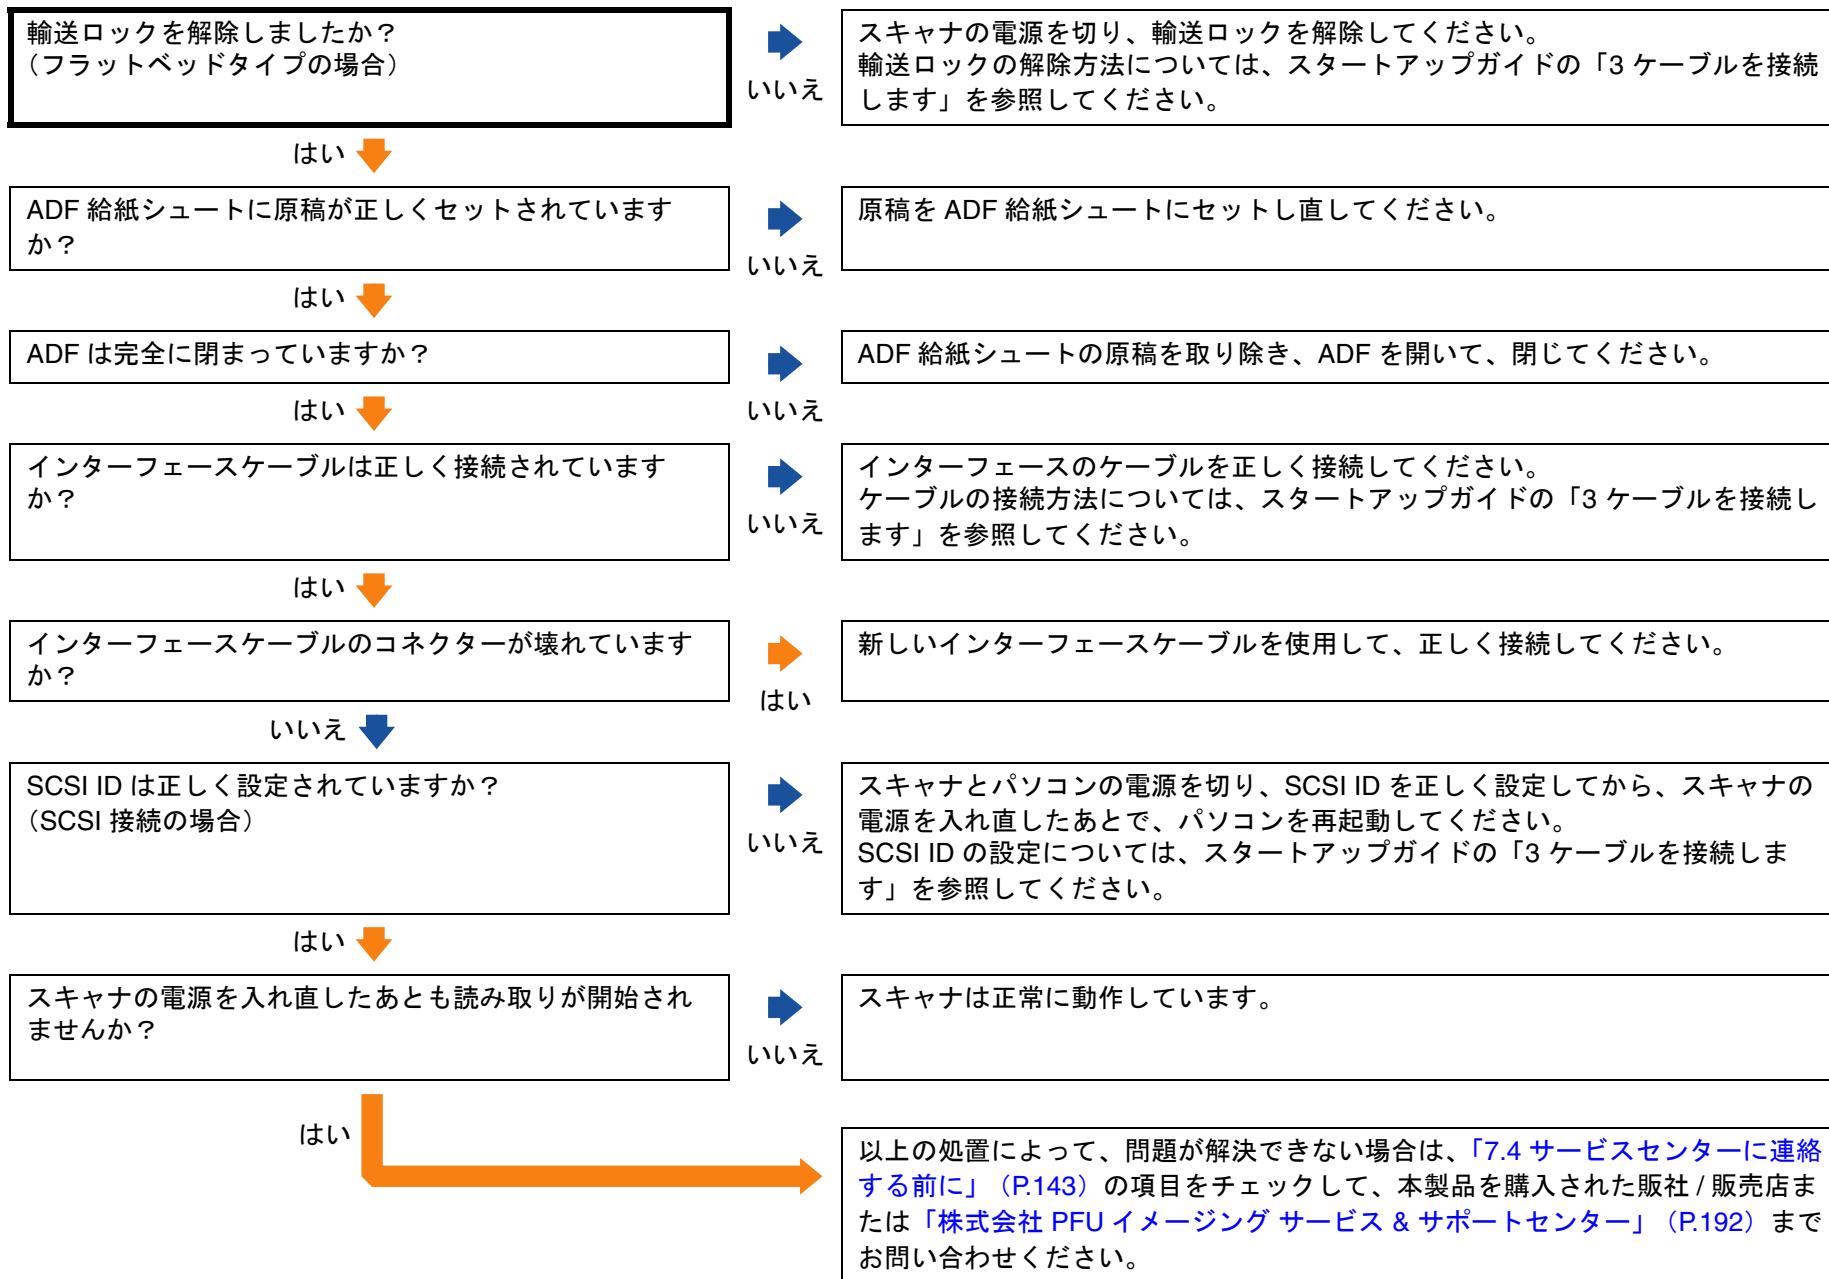 輸送ロックを解除しましたか？
（フラットベッドタイプの場合）
いいえ
スキャナの電源を切り、輸送ロックを解除してください。
輸送ロックの解除方法については、スタートアップガイドの「3 ケーブルを接続
します」を参照してください。
はい
ADF 給紙シュートに原稿が正しくセットされています
か？
いいえ
原稿を ADF 給紙シュートにセットし直してください。
はい
ADF は完全に閉まっていますか？
いいえ
ADF 給紙シュートの原稿を取り除き、ADF を開いて、閉じてください。
はい
インターフェースケーブルは正しく接続されています
か？
いいえ
インターフェースのケーブルを正しく接続してください。
ケーブルの接続方法については、スタートアップガイドの「3 ケーブルを接続し
ます」を参照してください。
はい
インターフェースケーブルのコネクターが壊れています
か？
はい
新しいインターフェースケーブルを使用して、正しく接続してください。
いいえ
SCSI ID は正しく設定されていますか？
（SCSI 接続の場合）
いいえ
スキャナとパソコンの電源を切り、SCSI ID を正しく設定してから、スキャナの
電源を入れ直したあとで、パソコンを再起動してください。
SCSI ID の設定については、スタートアップガイドの「3 ケーブルを接続しま
す」を参照してください。
はい
スキャナの電源を入れ直したあとも読み取りが開始され
ませんか？
いいえ
スキャナは正常に動作しています。
はい
以上の処置によって、問題が解決できない場合は、「7.4 サービスセンターに連絡
する前に」（P.143）の項目をチェックして、本製品を購入された販社 / 販売店ま
たは「株式会社 PFU イメージング サービス & サポートセンター」（P.192）まで
お問い合わせください。